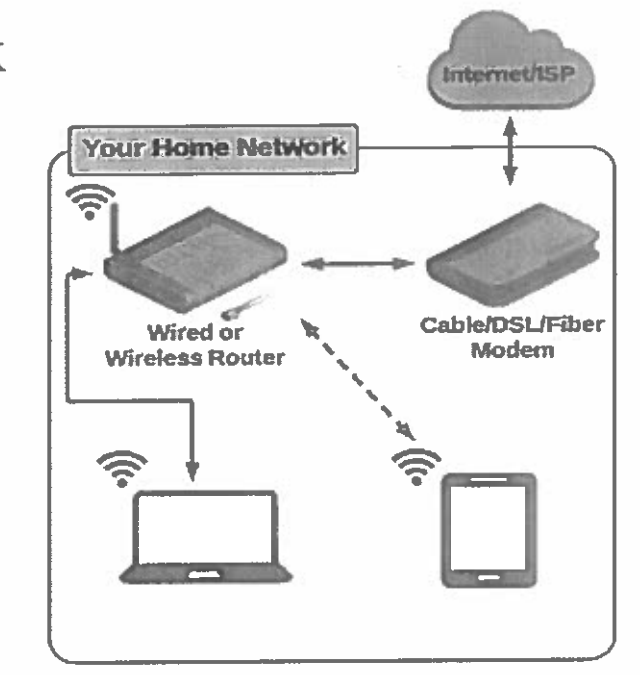 Internet/ISP
Your Home Network
Wired or
Wireless Router
Cable/DSL/Fiber
Modem